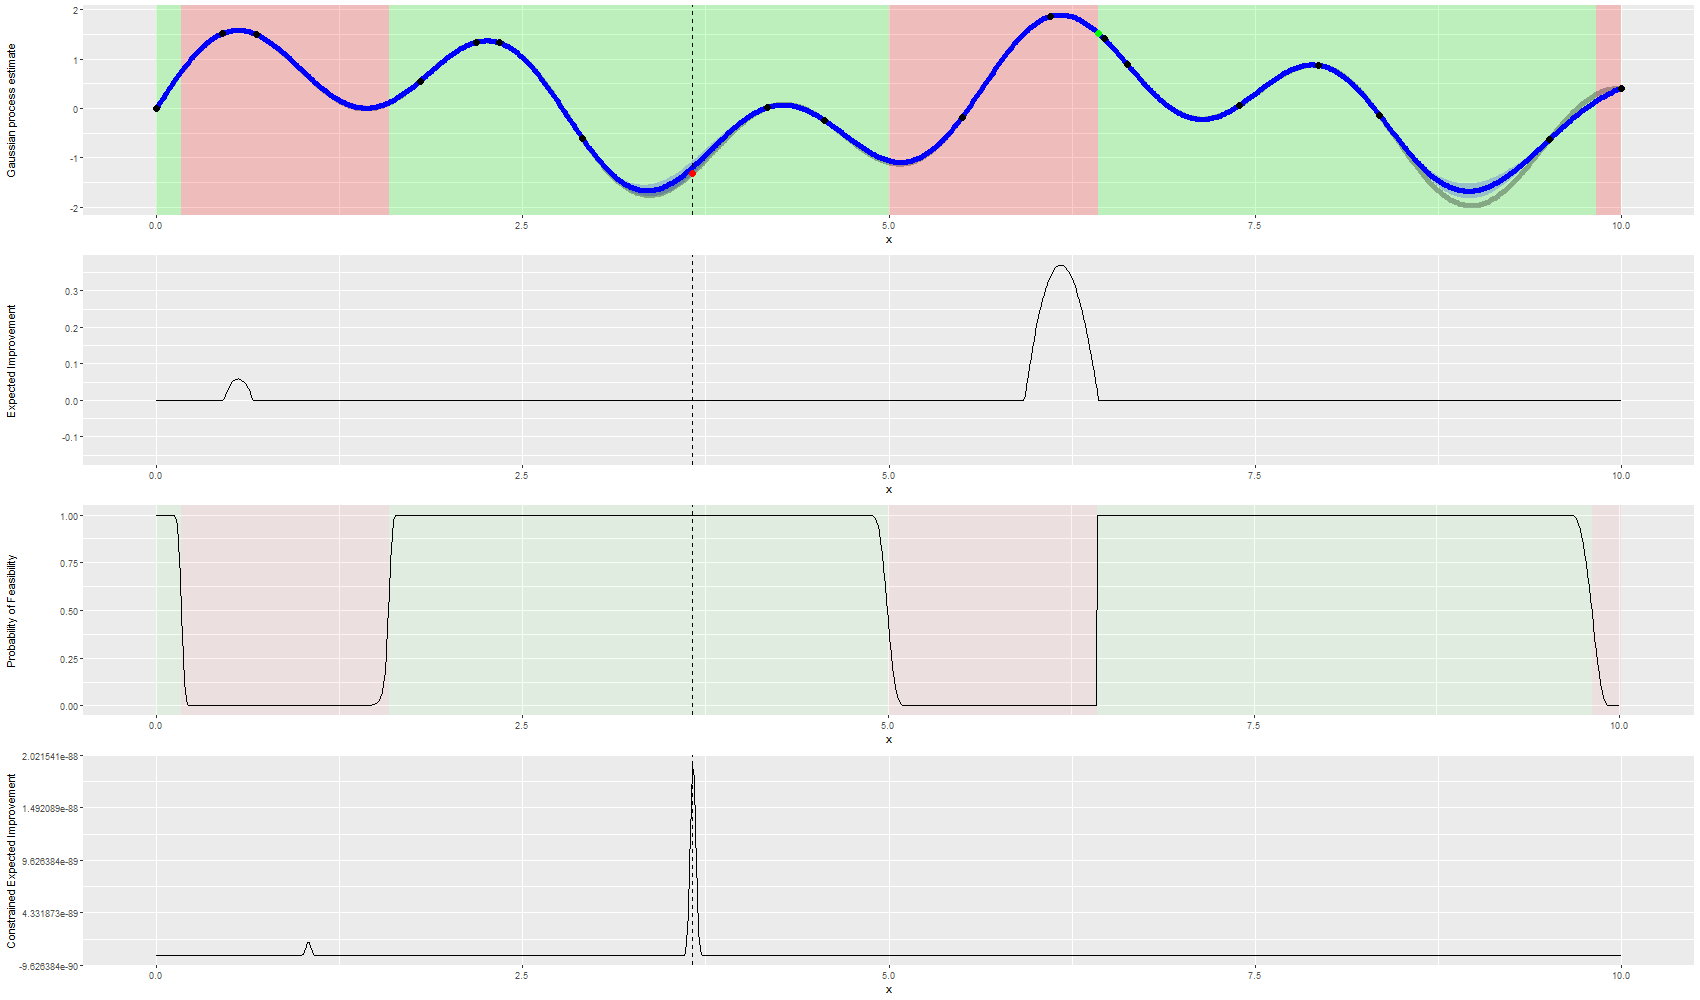 Gaussian process estimate
2
1
0
-1
-2
0.0 2.5 5.0 7.5 10.0
x
Expected Improvement
0.3
0.2
0.1
0.0
-0.1
0.0 2.5 5.0 7.5 10.0
x
Probability of Feasibility
1.00
0.75
0.50
0.25
0.00
0.0 2.5 5.0 7.5 10.0
x
Constrained Expected Improvement
2.021541e-88
1.492089e-88
9.626384e-89
4.331873e-89
-9.626384e-90
0.0 2.5 5.0 7.5 10.0
x